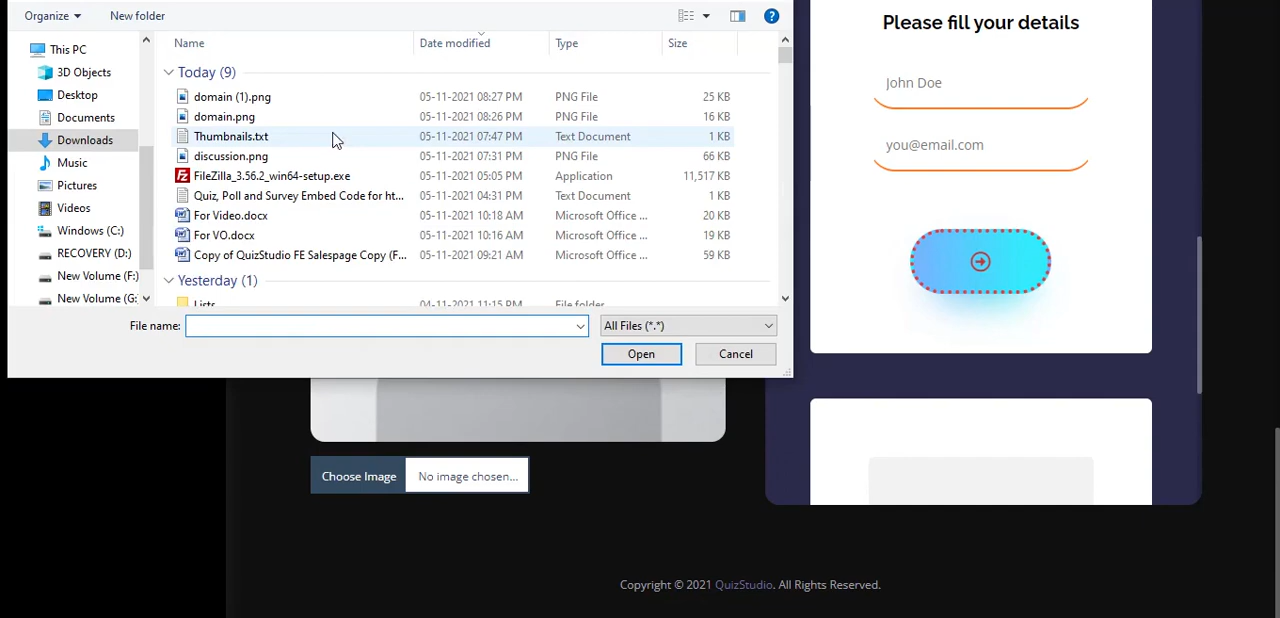 Organize
New folder
?
This PC
3D Objects
Desktop
Documents
Downloads
Music
Pictures
Videos
Windows (C:)
RECOVERY (D:)
New Volume (F:)
New Volume (G:
Name
Date modified
Type
Size
Today (9)
domain (1).png 05-11-2021 08:27 PM PNG File 25 KB
domain.png 05-11-2021 08:26 PM PNG File 16 KB
Thumbnails.txt 05-11-2021 07:47 PM Text Document 1 KB
discussion.png 05-11-2021 07:31 PM PNG File 66 KB
FileZilla_3.56.2_win64-setup.exe 05-11-2021 05:05 PM Application 11,517 KB
Quiz, Poll and Survey Embed Code for ht... 05-11-2021 04:31 PM Text Document 1 KB
For Video.docx 05-11-2021 10:18 AM Microsoft Office ... 20 KB
For VO.docx 05-11-2021 10:16 AM Microsoft Office ... 19 KB
Copy of QuizStudio FE Salespage Copy (F... 05-11-2021 09:21 AM Microsoft Office ... 59 KB
Yesterday (1)
Lists 04-11-2021 11:15 PM File folder
File name:
All Files (*.*)
Open
Cancel
Please fill your details
John Doe
you@email.com
Choose Image
No image chosen...
Copyright © 2021 QuizStudio. All Rights Reserved.